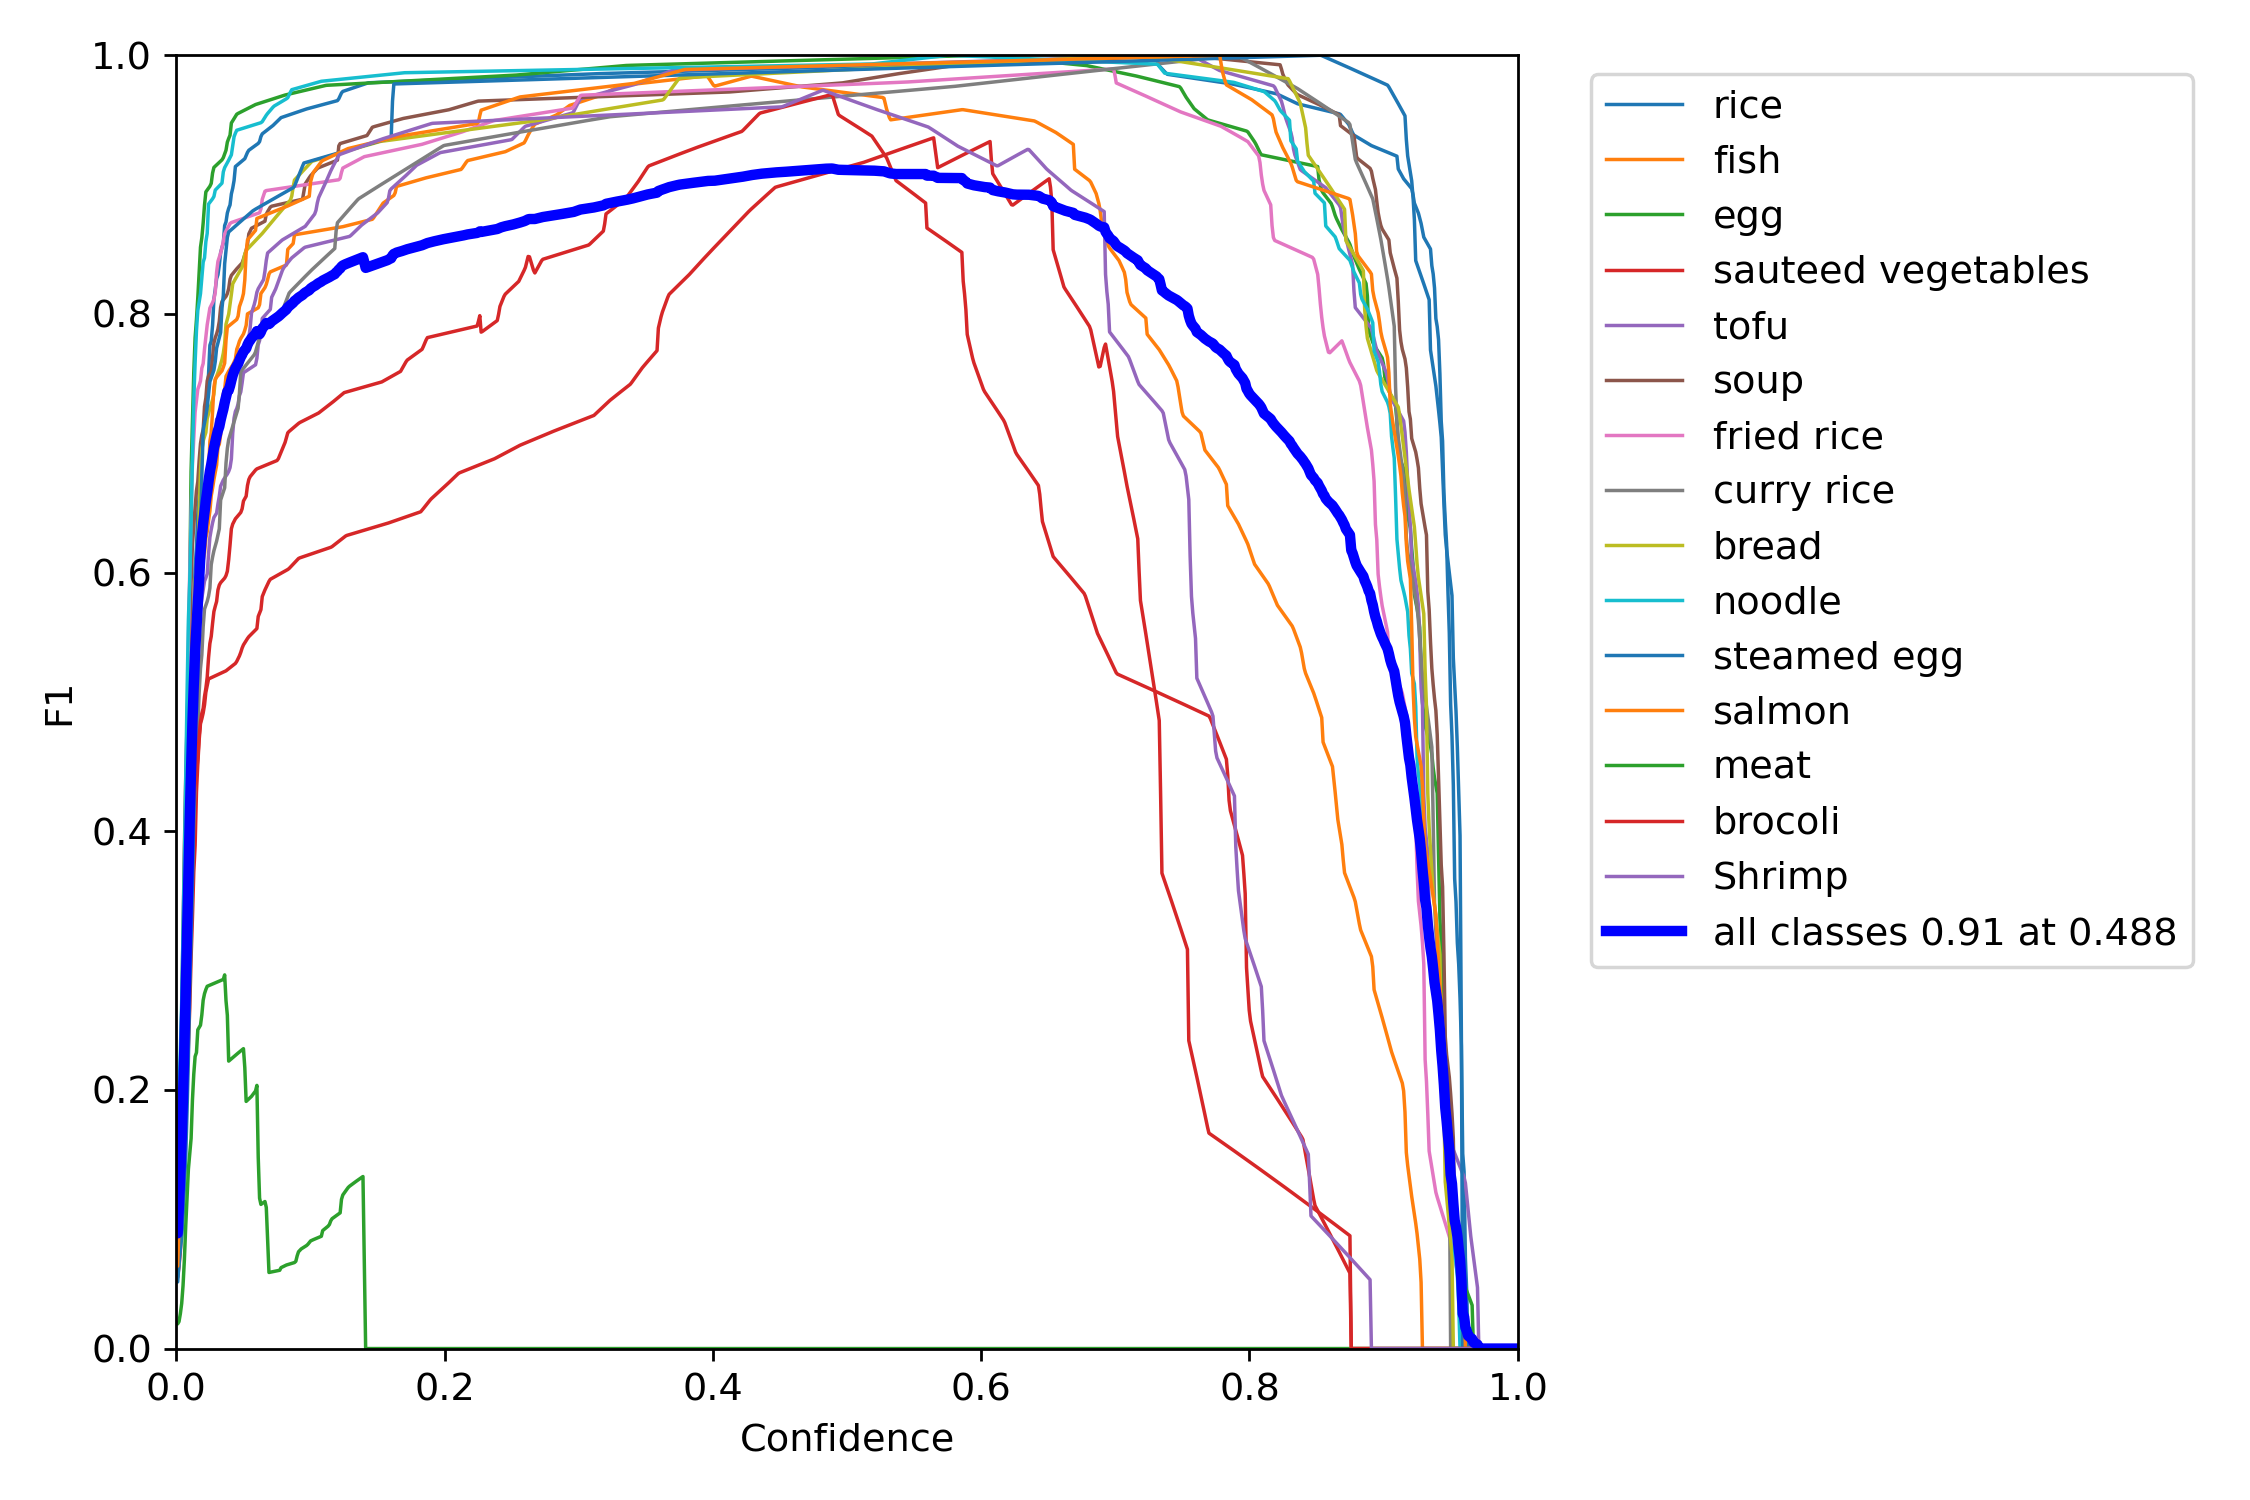 1.0
0.8
0.6
0.4
0.2
0.0
F1
0.0 0.2 0.4 0.6 0.8 1.0
Confidence
rice
fish
egg
sauteed vegetables
tofu
soup
fried rice
curry rice
bread
noodle
steamed egg
salmon
meat
brocoli
Shrimp
all classes 0.91 at 0.488